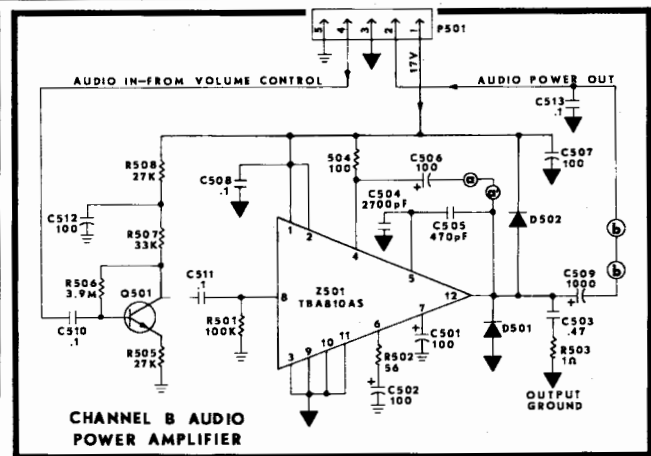 P501
5 4 3 2 1
17V
AUDIO IN—FROM VOLUME CONTROL
AUDIO POWER OUT
C513
.1
R508
27K
C508
.1
504
100
C506
100
+
a
a
C507
100
C512
100
C504
2700pF
C505
470pF
D502
R507
33K
1
2
4
5
b
b
R506
3.9M
Q501
C511
.1
8
Z501
TBA810AS
12
C509
1000
+
C510
.1
R501
100K
7
C501
100
+
D501
C503
.47
R505
27K
3
9
10
11
6
R502
56
+
C502
100
R503
1Ω
OUTPUT
GROUND
CHANNEL B AUDIO
POWER AMPLIFIER